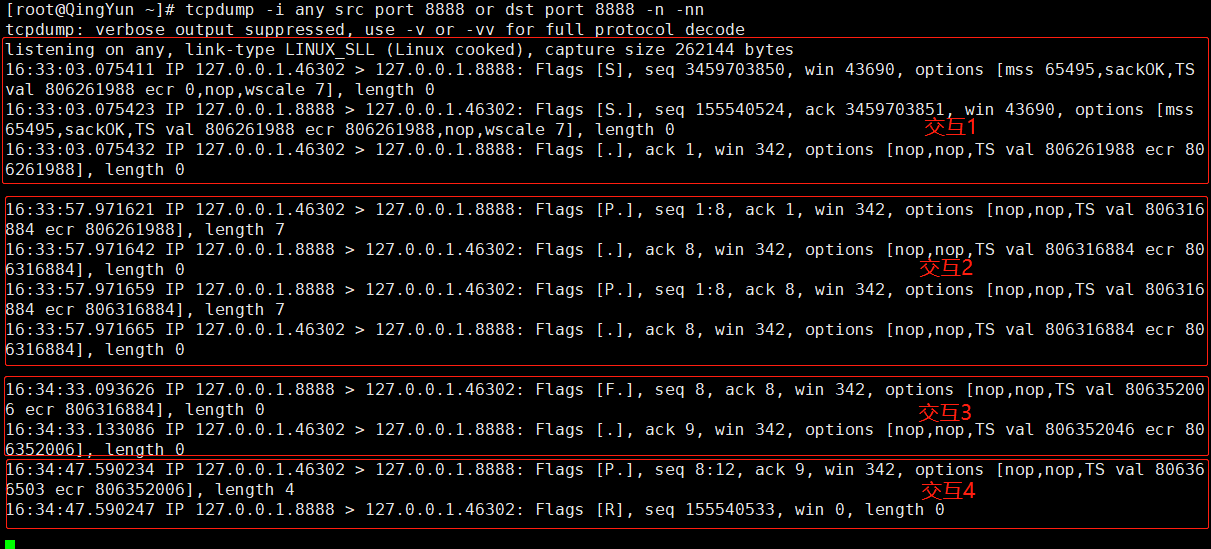 [root@QingYun ~]# tcpdump -i any src port 8888 or dst port 8888 -n -nn
tcpdump: verbose output suppressed, use -v or -vv for full protocol decode
listening on any, link-type LINUX_SLL (Linux cooked), capture size 262144 bytes
16:33:03.075411 IP 127.0.0.1.46302 > 127.0.0.1.8888: Flags [S], seq 3459703850, win 43690, options [mss 65495,sackOK,TS
val 806261988 ecr 0,nop,wscale 7], length 0
16:33:03.075423 IP 127.0.0.1.8888 > 127.0.0.1.46302: Flags [S.], seq 155540524, ack 3459703851, win 43690, options [mss
65495,sackOK,TS val 806261988 ecr 806261988,nop,wscale 7], length 0
交互1
16:33:03.075432 IP 127.0.0.1.46302 > 127.0.0.1.8888: Flags [.], ack 1, win 342, options [nop,nop,TS val 806261988 ecr 80
6261988], length 0
16:33:57.971621 IP 127.0.0.1.46302 > 127.0.0.1.8888: Flags [P.], seq 1:8, ack 1, win 342, options [nop,nop,TS val 806316
884 ecr 806261988], length 7
16:33:57.971642 IP 127.0.0.1.8888 > 127.0.0.1.46302: Flags [.], ack 8, win 342, options [nop,nop,TS val 806316884 ecr 80
6316884], length 0
交互2
16:33:57.971659 IP 127.0.0.1.8888 > 127.0.0.1.46302: Flags [P.], seq 1:8, ack 8, win 342, options [nop,nop,TS val 806316
884 ecr 806316884], length 7
16:33:57.971665 IP 127.0.0.1.46302 > 127.0.0.1.8888: Flags [.], ack 8, win 342, options [nop,nop,TS val 806316884 ecr 80
6316884], length 0
16:34:33.093626 IP 127.0.0.1.8888 > 127.0.0.1.46302: Flags [F.], seq 8, ack 8, win 342, options [nop,nop,TS val 80635200
6 ecr 806316884], length 0
交互3
16:34:33.133086 IP 127.0.0.1.46302 > 127.0.0.1.8888: Flags [.], ack 9, win 342, options [nop,nop,TS val 806352046 ecr 80
6352006], length 0
16:34:47.590234 IP 127.0.0.1.46302 > 127.0.0.1.8888: Flags [P.], seq 8:12, ack 9, win 342, options [nop,nop,TS val 80636
6503 ecr 806352006], length 4
交互4
16:34:47.590247 IP 127.0.0.1.8888 > 127.0.0.1.46302: Flags [R], seq 155540533, win 0, length 0